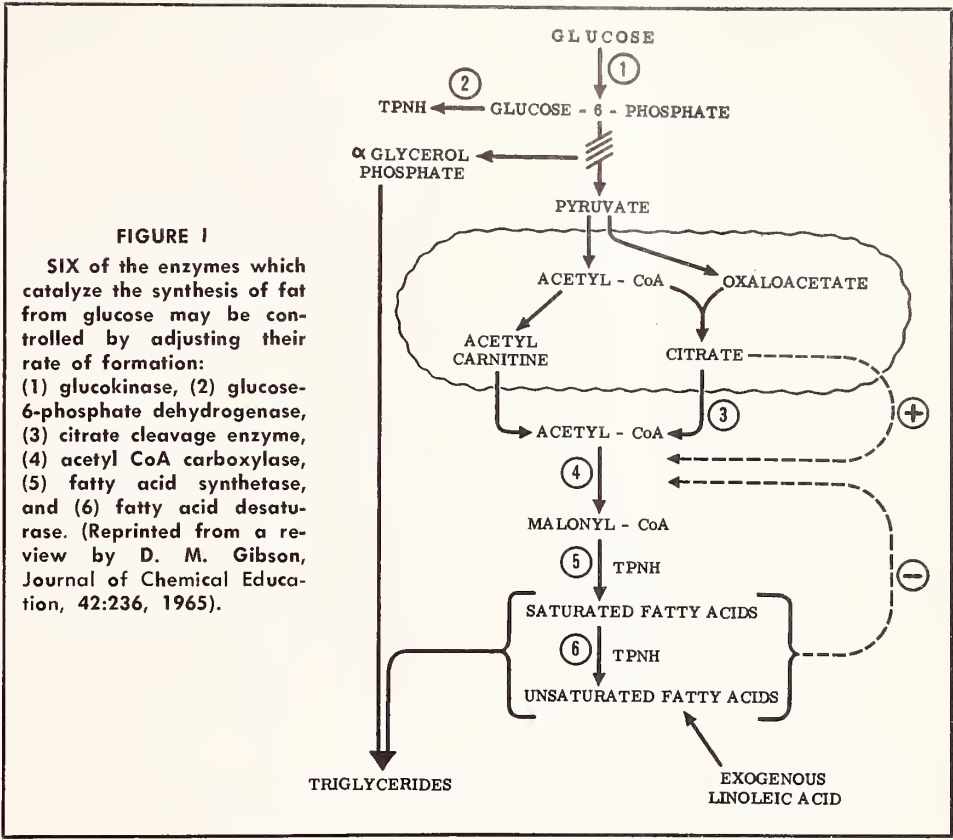 FIGURE I
SIX of the enzymes which
catalyze the synthesis of fat
from glucose may be con-
trolled by adjusting their
rate of formation:
(1) glucokinase, (2) glucose-
6-phosphate dehydrogenase,
(3) citrate cleavage enzyme,
(4) acetyl CoA carboxylase,
(5) fatty acid synthetase,
and (6) fatty acid desatu-
rase. (Reprinted from a re-
view by D. M. Gibson,
Journal of Chemical Educa-
tion, 42:236, 1965).
GLUCOSE
1
2
TPNH
GLUCOSE - 6 - PHOSPHATE
α GLYCEROL
PHOSPHATE
PYRUVATE
ACETYL - CoA
OXALOACETATE
ACETYL
CARNITINE
CITRATE
3
+
ACETYL - CoA
4
MALONYL - CoA
5
TPNH
−
SATURATED FATTY ACIDS
6
TPNH
UNSATURATED FATTY ACIDS
TRIGLYCERIDES
EXOGENOUS
LINOLEIC ACID